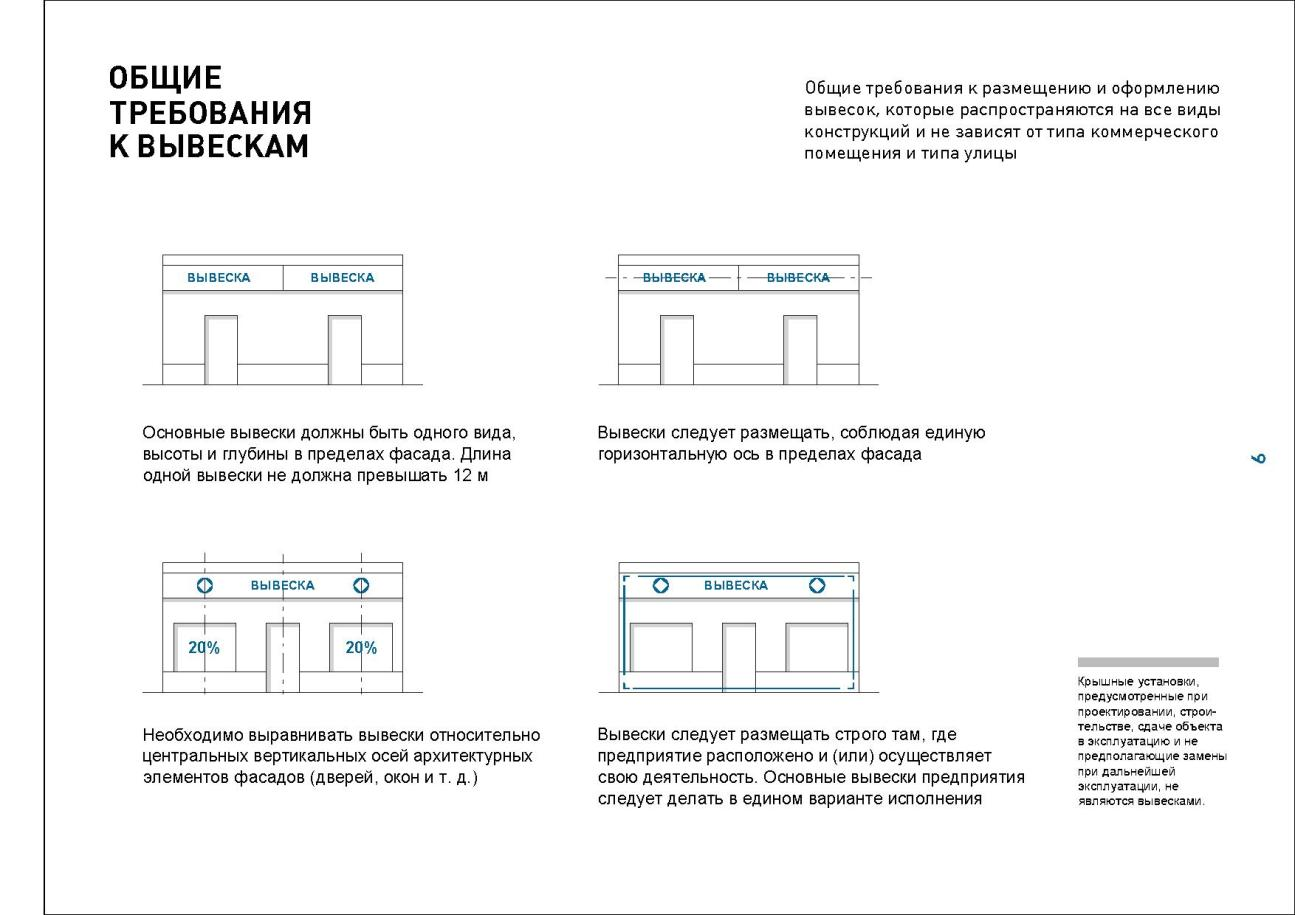 ОБЩИЕ
ТРЕБОВАНИЯ
К ВЫВЕСКАМ
Общие требования к размещению и оформлению
вывесок, которые распространяются на все виды
конструкций и не зависят от типа коммерческого
помещения и типа улицы
ВЫВЕСКА ВЫВЕСКА
Основные вывески должны быть одного вида,
высоты и глубины в пределах фасада. Длина
одной вывески не должна превышать 12 м
ВЫВЕСКА ВЫВЕСКА
Вывески следует размещать, соблюдая единую
горизонтальную ось в пределах фасада
6
ВЫВЕСКА
20% 20%
Необходимо выравнивать вывески относительно
центральных вертикальных осей архитектурных
элементов фасадов (дверей, окон и т. д.)
ВЫВЕСКА
Вывески следует размещать строго там, где
предприятие расположено и (или) осуществляет
свою деятельность. Основные вывески предприятия
следует делать в едином варианте исполнения
Крышные установки,
предусмотренные при
проектировании, строи-
тельстве, сдаче объекта
в эксплуатацию и не
предполагающие замены
при дальнейшей
эксплуатации, не
являются вывесками.